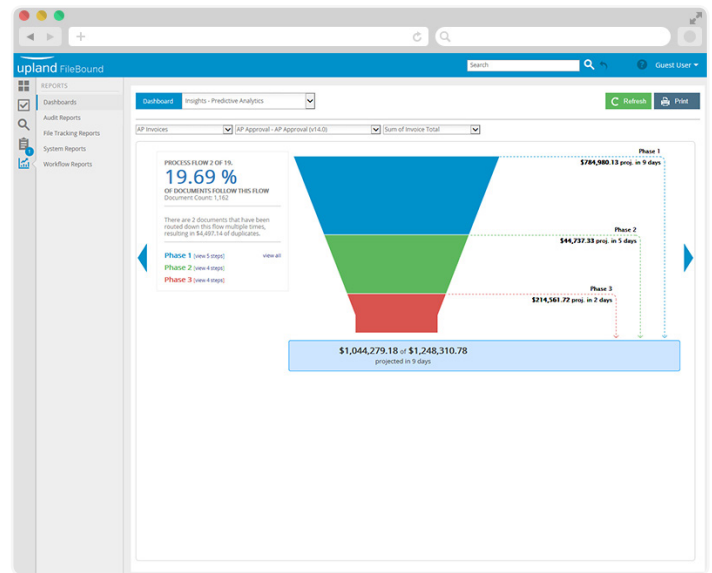 upland FileBound
Search
Guest User
REPORTS
Dashboards
Audit Reports
File Tracking Reports
System Reports
Workflow Reports
Dashboard
Insights - Predictive Analytics
Refresh
Print
AP Invoices
AP Approval - AP Approval (v14.0)
Sum of Invoice Total
PROCESS FLOW 2 OF 19.
19.69 %
OF DOCUMENTS FOLLOW THIS FLOW
Document Count: 1,162
There are 2 documents that have been
routed down this flow multiple times,
resulting in $4,497.14 of duplicates.
Phase 1 (view 5 steps) view all
Phase 2 (view 4 steps)
Phase 3 (view 4 steps)
Phase 1
$784,980.13 proj. in 9 days
Phase 2
$44,737.33 proj. in 5 days
Phase 3
$214,561.72 proj. in 2 days
$1,044,279.18 of $1,248,310.78
projected in 9 days